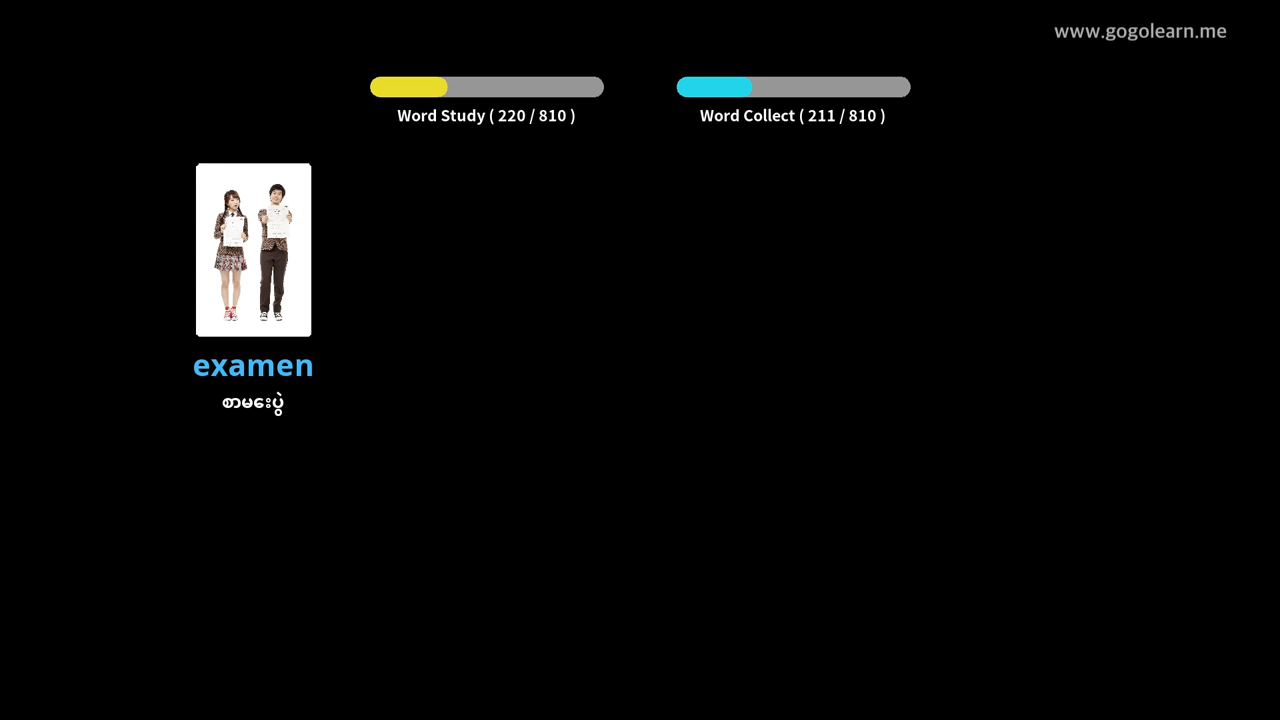 www.gogolearn.me
Word Study ( 220 / 810 )
Word Collect ( 211 / 810 )
examen
စာမေးပွဲ